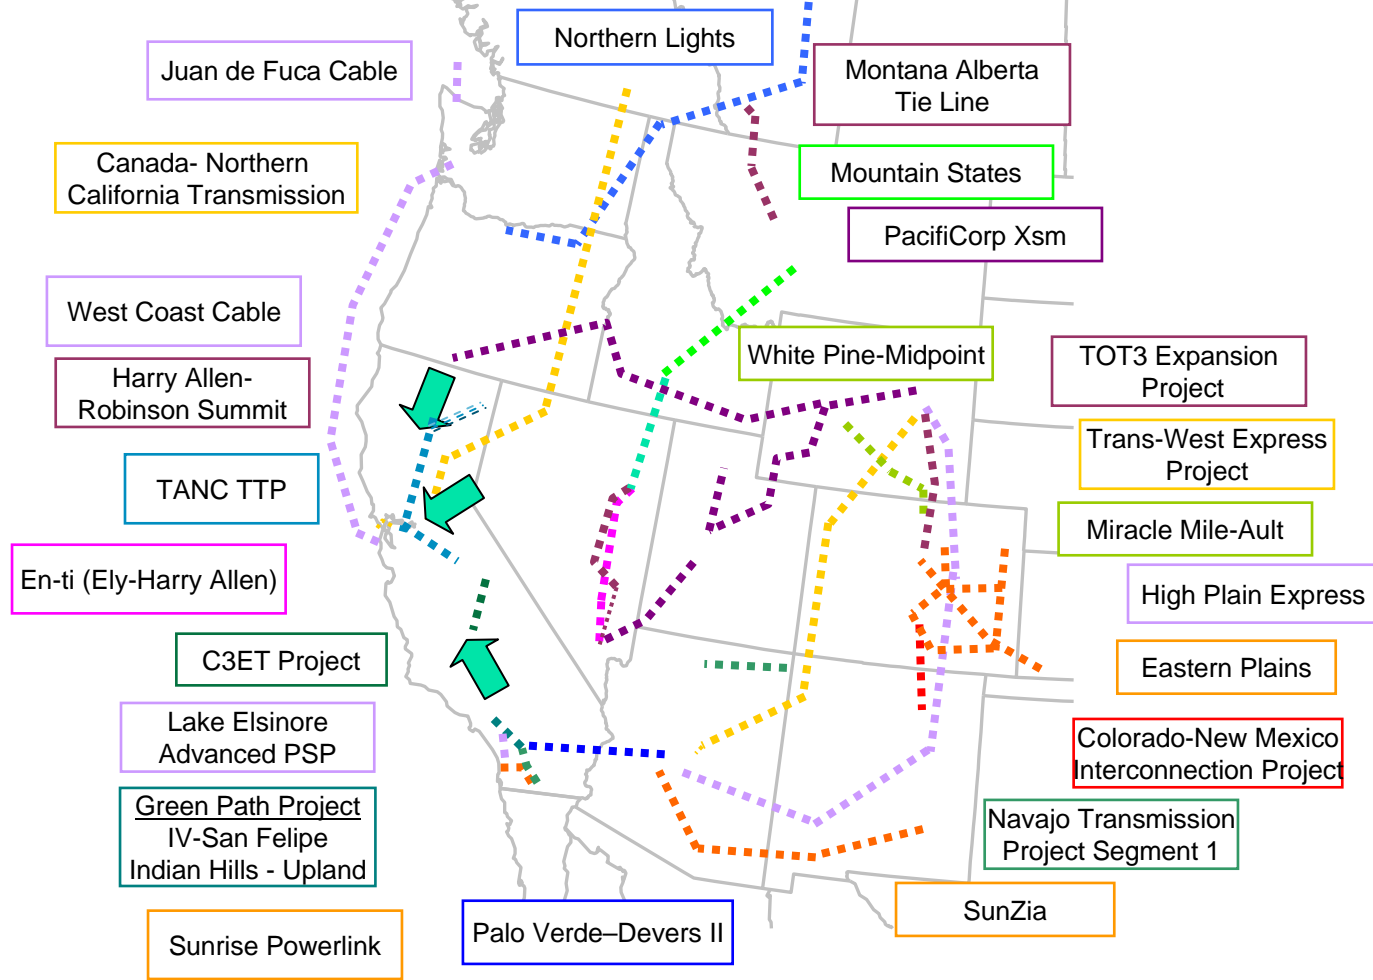 Northern Lights
Juan de Fuca Cable
Montana Alberta
Tie Line
Canada- Northern
California Transmission
Mountain States
PacifiCorp Xsm
West Coast Cable
White Pine-Midpoint
TOT3 Expansion
Project
Harry Allen-
Robinson Summit
Trans-West Express
Project
TANC TTP
Miracle Mile-Ault
En-ti (Ely-Harry Allen)
High Plain Express
C3ET Project
Eastern Plains
Lake Elsinore
Advanced PSP
Colorado-New Mexico
Interconnection Project
Green Path Project
IV-San Felipe
Indian Hills - Upland
Navajo Transmission
Project Segment 1
SunZia
Sunrise Powerlink
Palo Verde–Devers II